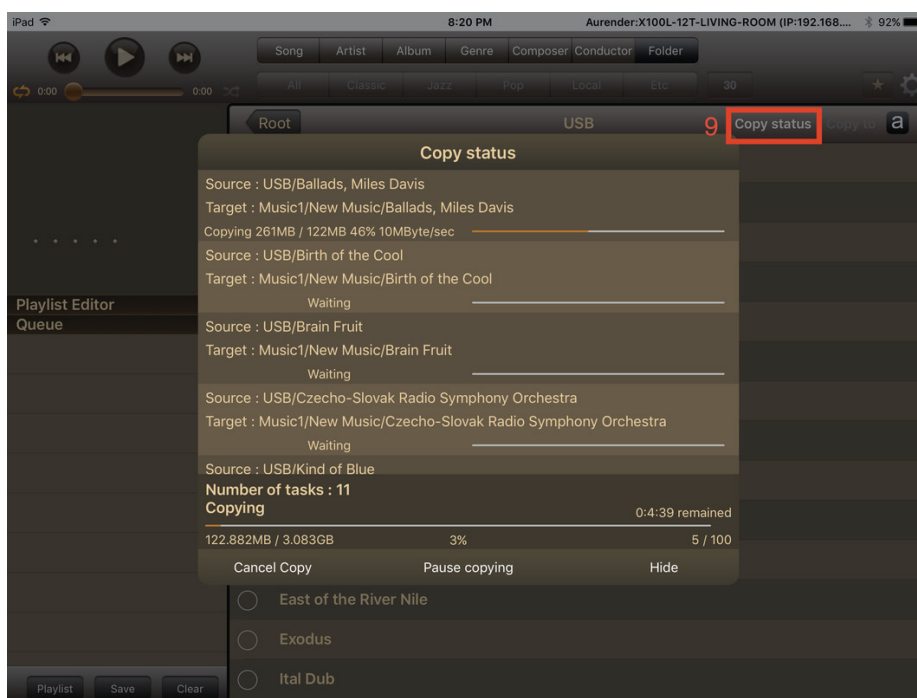 iPad 8:20 PM Aurender:X100L-12T-LIVING-ROOM (IP:192.168.... 92%
Song Artist Album Genre Composer Conductor Folder
0:00 0:00 All Classic Jazz Pop Local Etc 30
Root USB 9 Copy status Copy to a
Copy status
Source : USB/Ballads, Miles Davis
Target : Music1/New Music/Ballads, Miles Davis
Copying 261MB / 122MB 46% 10MByte/sec
Source : USB/Birth of the Cool
Target : Music1/New Music/Birth of the Cool
Waiting
Playlist Editor
Queue
Source : USB/Brain Fruit
Target : Music1/New Music/Brain Fruit
Waiting
Source : USB/Czecho-Slovak Radio Symphony Orchestra
Target : Music1/New Music/Czecho-Slovak Radio Symphony Orchestra
Waiting
Source : USB/Kind of Blue
Number of tasks : 11
Copying
0:4:39 remained
122.882MB / 3.083GB 3% 5 / 100
Cancel Copy Pause copying Hide
East of the River Nile
Exodus
Ital Dub
Playlist Save Clear